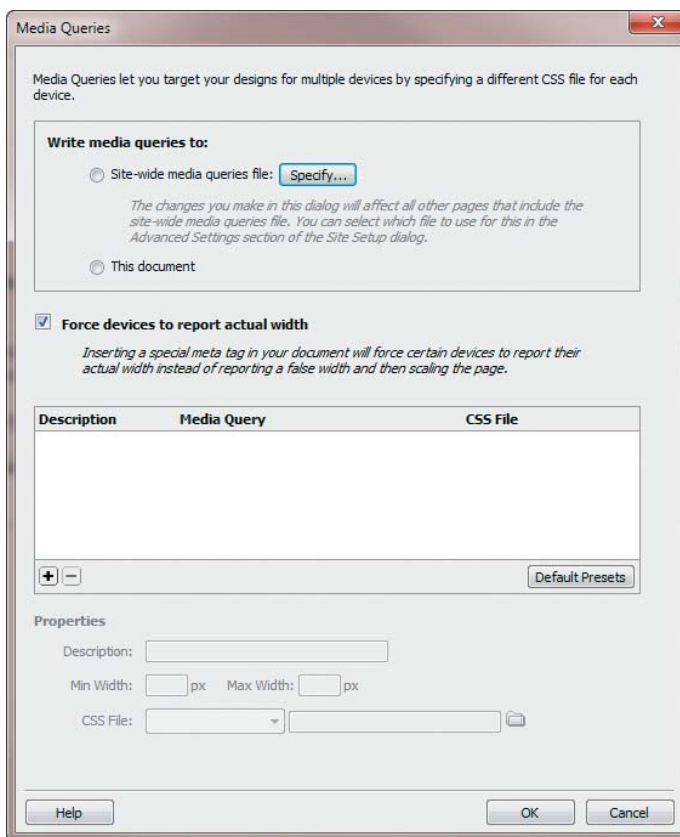 Media Queries
Media Queries let you target your designs for multiple devices by specifying a different CSS file for each
device.
Write media queries to:
Site-wide media queries file: Specify...
The changes you make in this dialog will affect all other pages that include the
site-wide media queries file. You can select which file to use for this in the
Advanced Settings section of the Site Setup dialog.
This document
Force devices to report actual width
Inserting a special meta tag in your document will force certain devices to report their
actual width instead of reporting a false width and then scaling the page.
Description Media Query CSS File
Default Presets
Properties
Description:
Min Width: px Max Width: px
CSS File:
Help OK Cancel